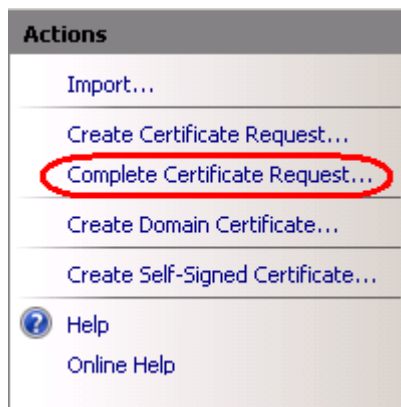 Actions
Import...
Create Certificate Request...
Complete Certificate Request...
Create Domain Certificate...
Create Self-Signed Certificate...
Help
Online Help